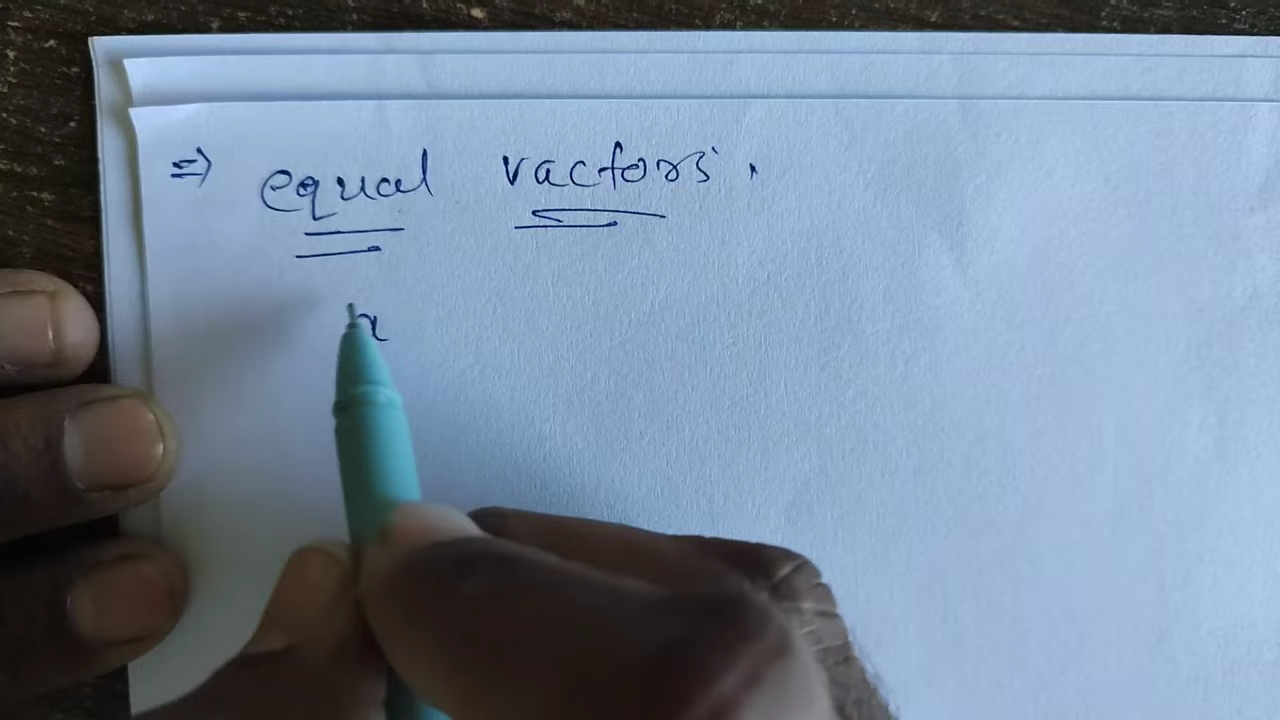 ⇒ equal vactors.
a